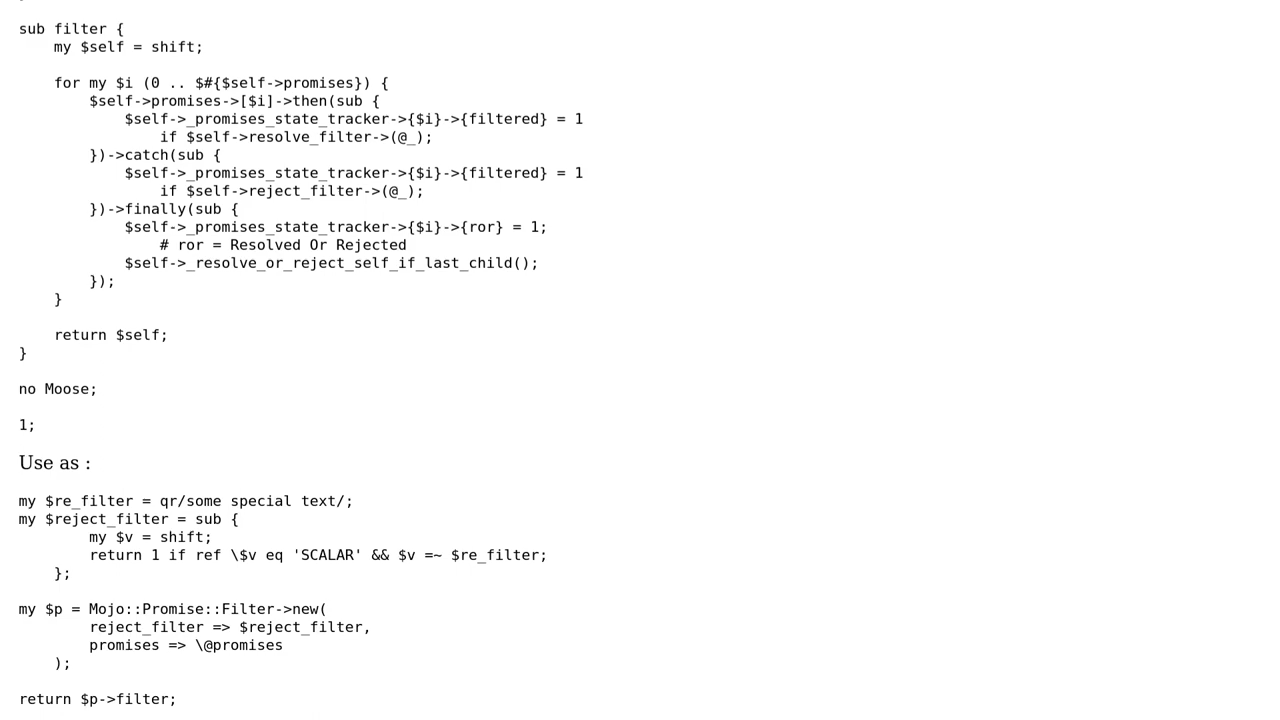 sub filter {
    my $self = shift;

    for my $i (0 .. $#{$self->promises}) {
        $self->promises->[$i]->then(sub {
            $self->_promises_state_tracker->{$i}->{filtered} = 1
                if $self->resolve_filter->(@_);
        })->catch(sub {
            $self->_promises_state_tracker->{$i}->{filtered} = 1
                if $self->reject_filter->(@_);
        })->finally(sub {
            $self->_promises_state_tracker->{$i}->{ror} = 1;
                # ror = Resolved Or Rejected
            $self->_resolve_or_reject_self_if_last_child();
        });
    }

    return $self;
}

no Moose;

1;

Use as :

my $re_filter = qr/some special text/;
my $reject_filter = sub {
        my $v = shift;
        return 1 if ref \$v eq 'SCALAR' && $v =~ $re_filter;
    };

my $p = Mojo::Promise::Filter->new(
        reject_filter => $reject_filter,
        promises => \@promises
    );

return $p->filter;